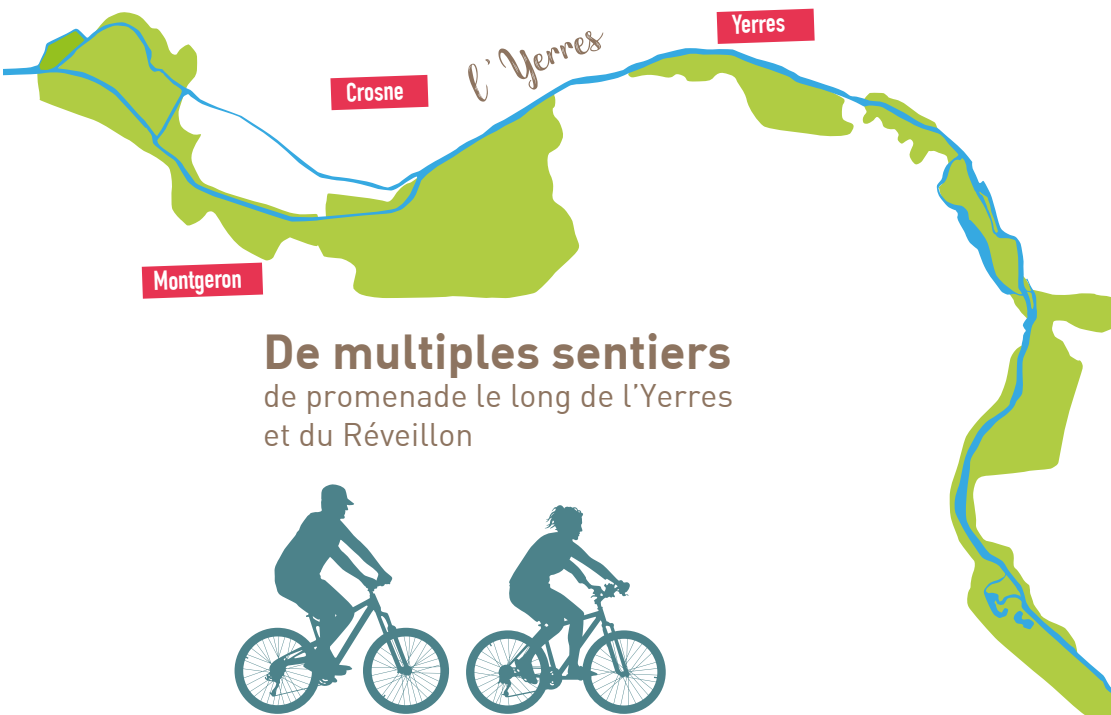 Yerres
l'Yerres
Crosne
Montgeron
De multiples sentiers
de promenade le long de l'Yerres
et du Réveillon